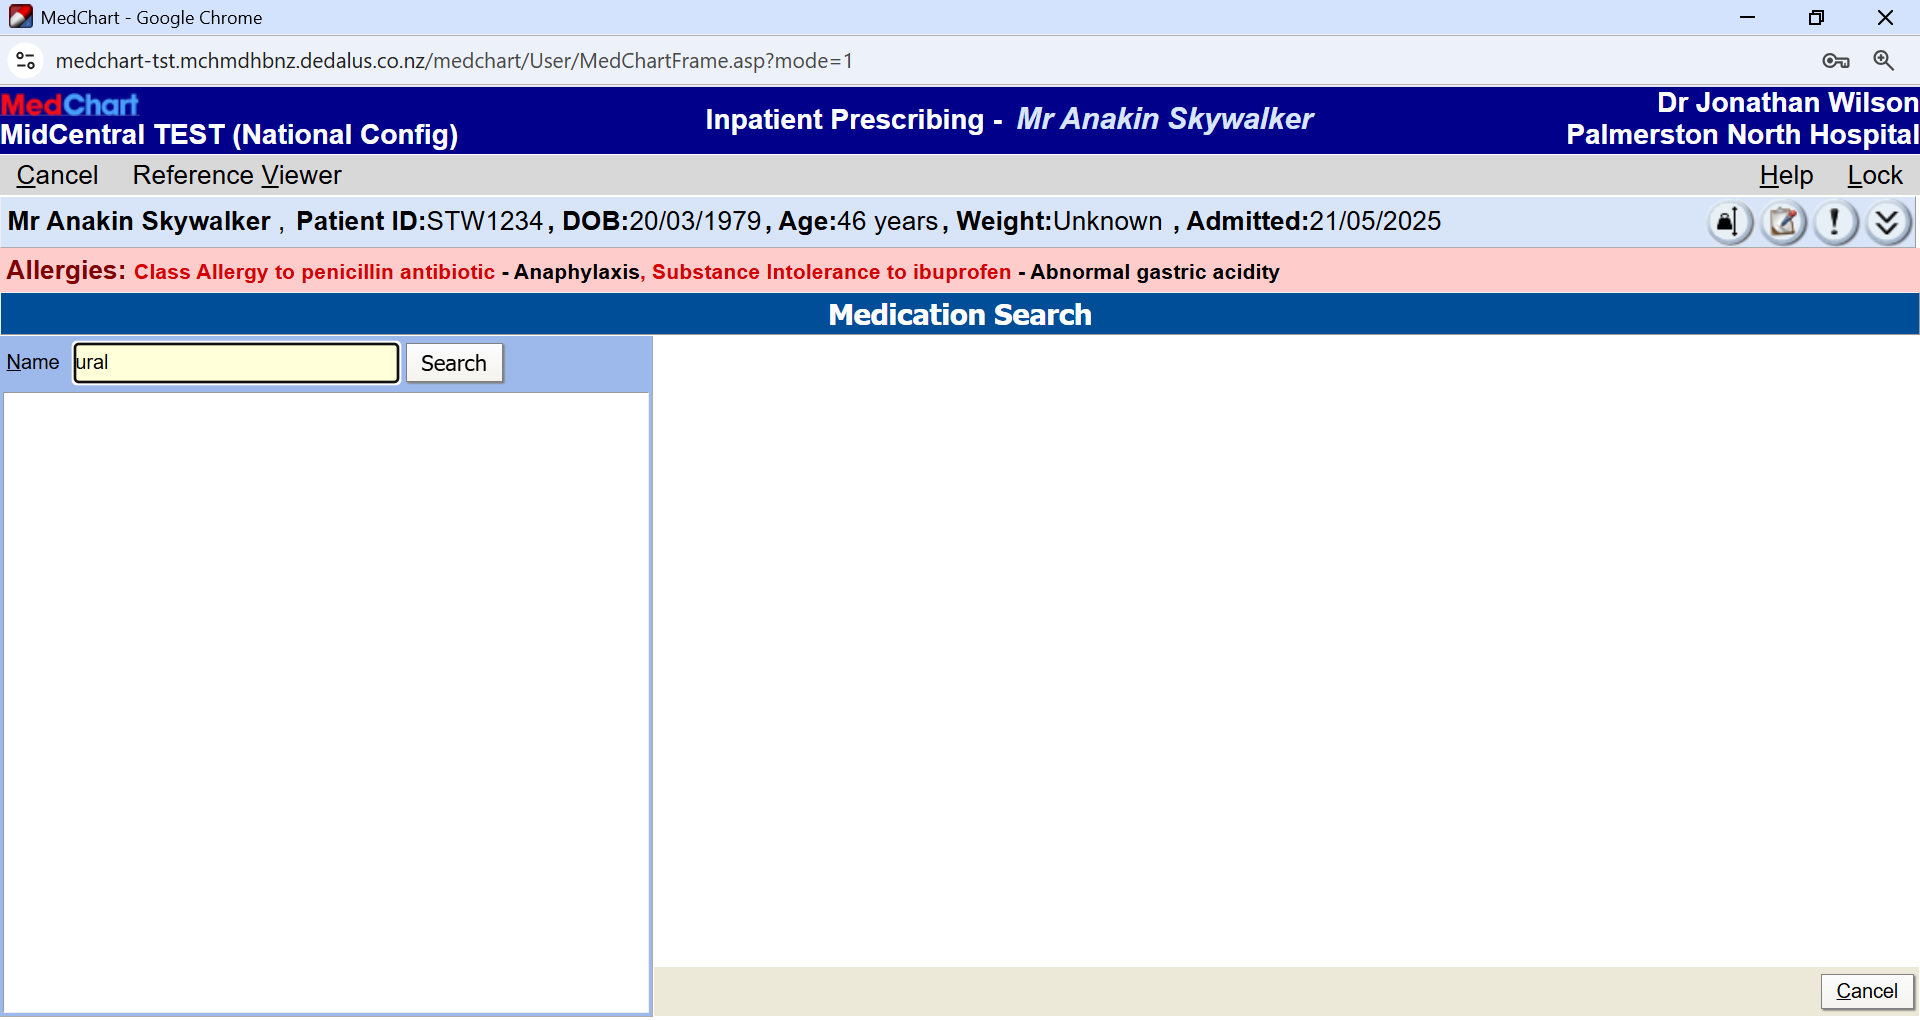 MedChart - Google Chrome
medchart-tst.mchmdhbnz.dedalus.co.nz/medchart/User/MedChartFrame.asp?mode=1
MedChart
MidCentral TEST (National Config)
Inpatient Prescribing - Mr Anakin Skywalker
Dr Jonathan Wilson
Palmerston North Hospital
Cancel Reference Viewer Help Lock
Mr Anakin Skywalker , Patient ID:STW1234, DOB:20/03/1979, Age:46 years, Weight:Unknown , Admitted:21/05/2025
Allergies: Class Allergy to penicillin antibiotic - Anaphylaxis, Substance Intolerance to ibuprofen - Abnormal gastric acidity
Medication Search
Name ural Search
Cancel